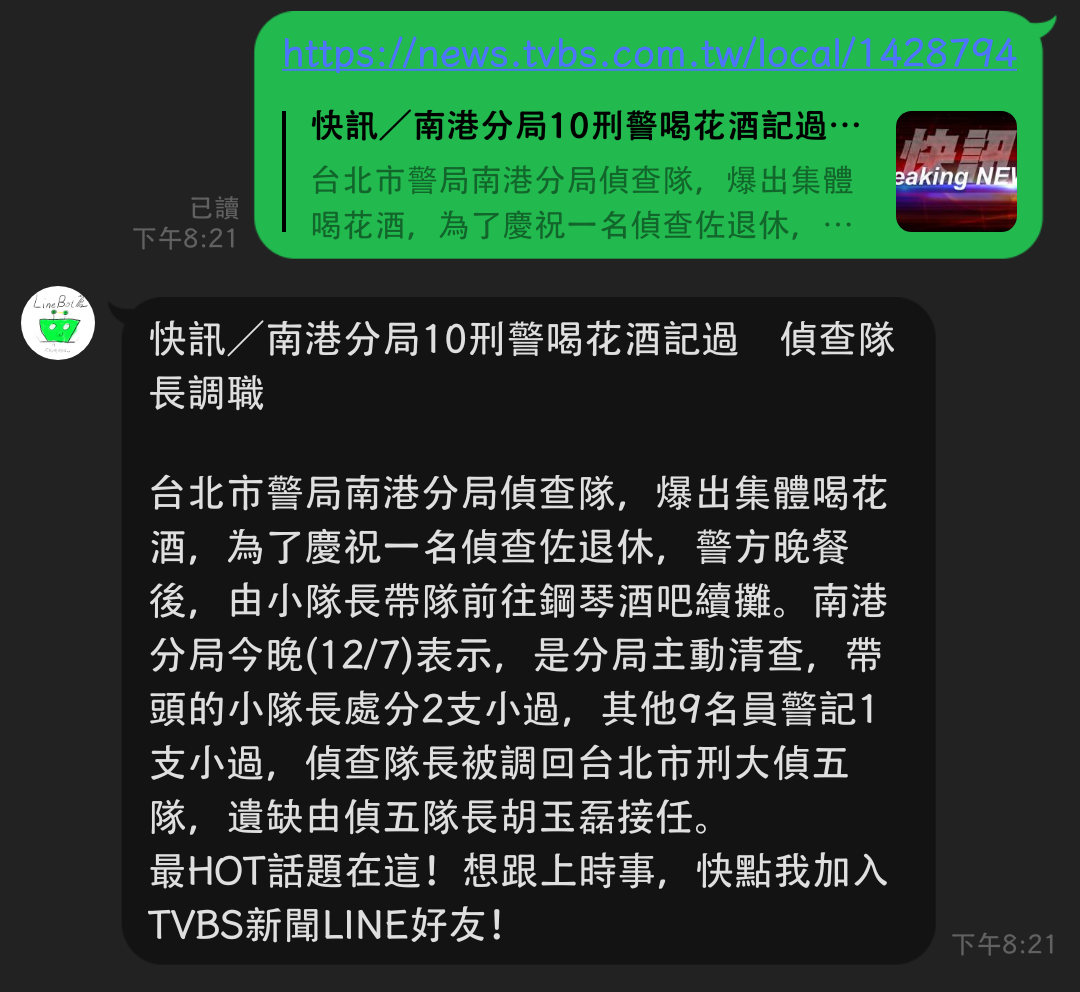 https://news.tvbs.com.tw/local/1428794
快訊／南港分局10刑警喝花酒記過…
台北市警局南港分局偵查隊，爆出集體
喝花酒，為了慶祝一名偵查佐退休，…
快訊
eaking NEW
已讀
下午8:21
快訊／南港分局10刑警喝花酒記過　偵查隊
長調職
台北市警局南港分局偵查隊，爆出集體喝花
酒，為了慶祝一名偵查佐退休，警方晚餐
後，由小隊長帶隊前往鋼琴酒吧續攤。南港
分局今晚(12/7)表示，是分局主動清查，帶
頭的小隊長處分2支小過，其他9名員警記1
支小過，偵查隊長被調回台北市刑大偵五
隊，遺缺由偵五隊長胡玉磊接任。
最HOT話題在這！想跟上時事，快點我加入
TVBS新聞LINE好友！
下午8:21